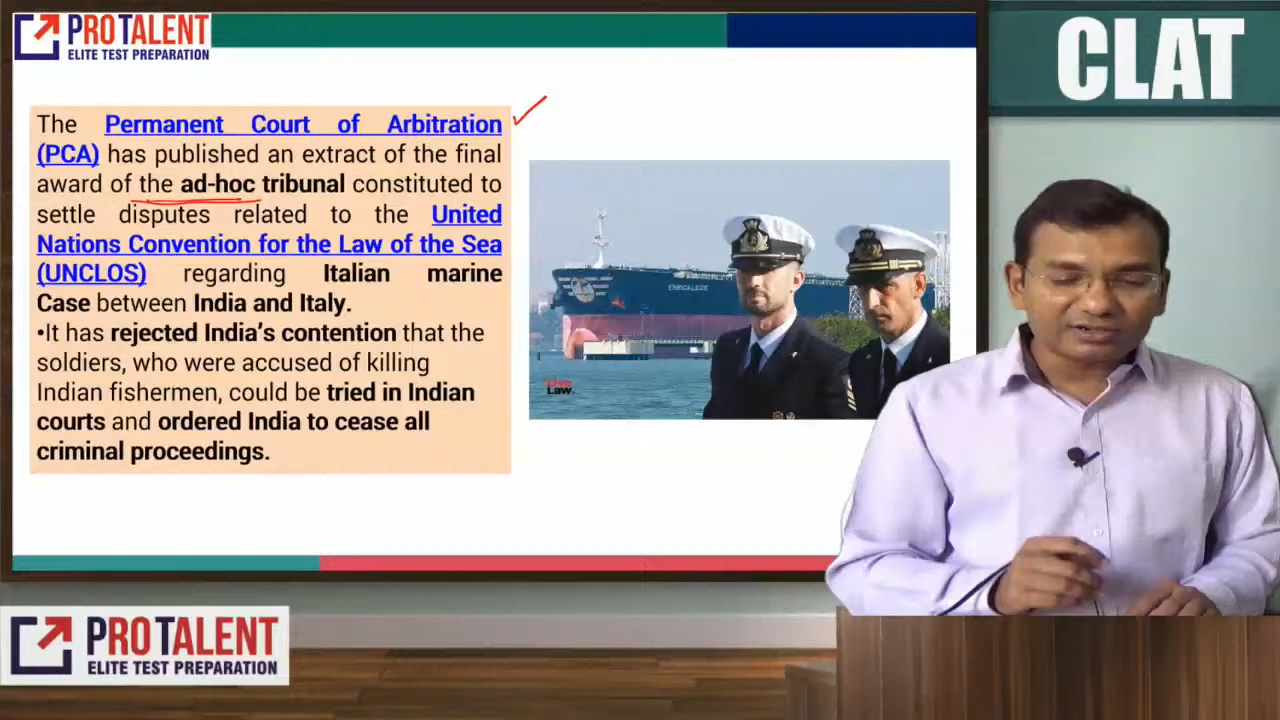 PROTALENT
ELITE TEST PREPARATION
CLAT
The Permanent Court of Arbitration
(PCA) has published an extract of the final
award of the ad-hoc tribunal constituted to
settle disputes related to the United
Nations Convention for the Law of the Sea
(UNCLOS) regarding Italian marine
Case between India and Italy.
•It has rejected India's contention that the
soldiers, who were accused of killing
Indian fishermen, could be tried in Indian
courts and ordered India to cease all
criminal proceedings.
Live
Law.
PROTALENT
ELITE TEST PREPARATION